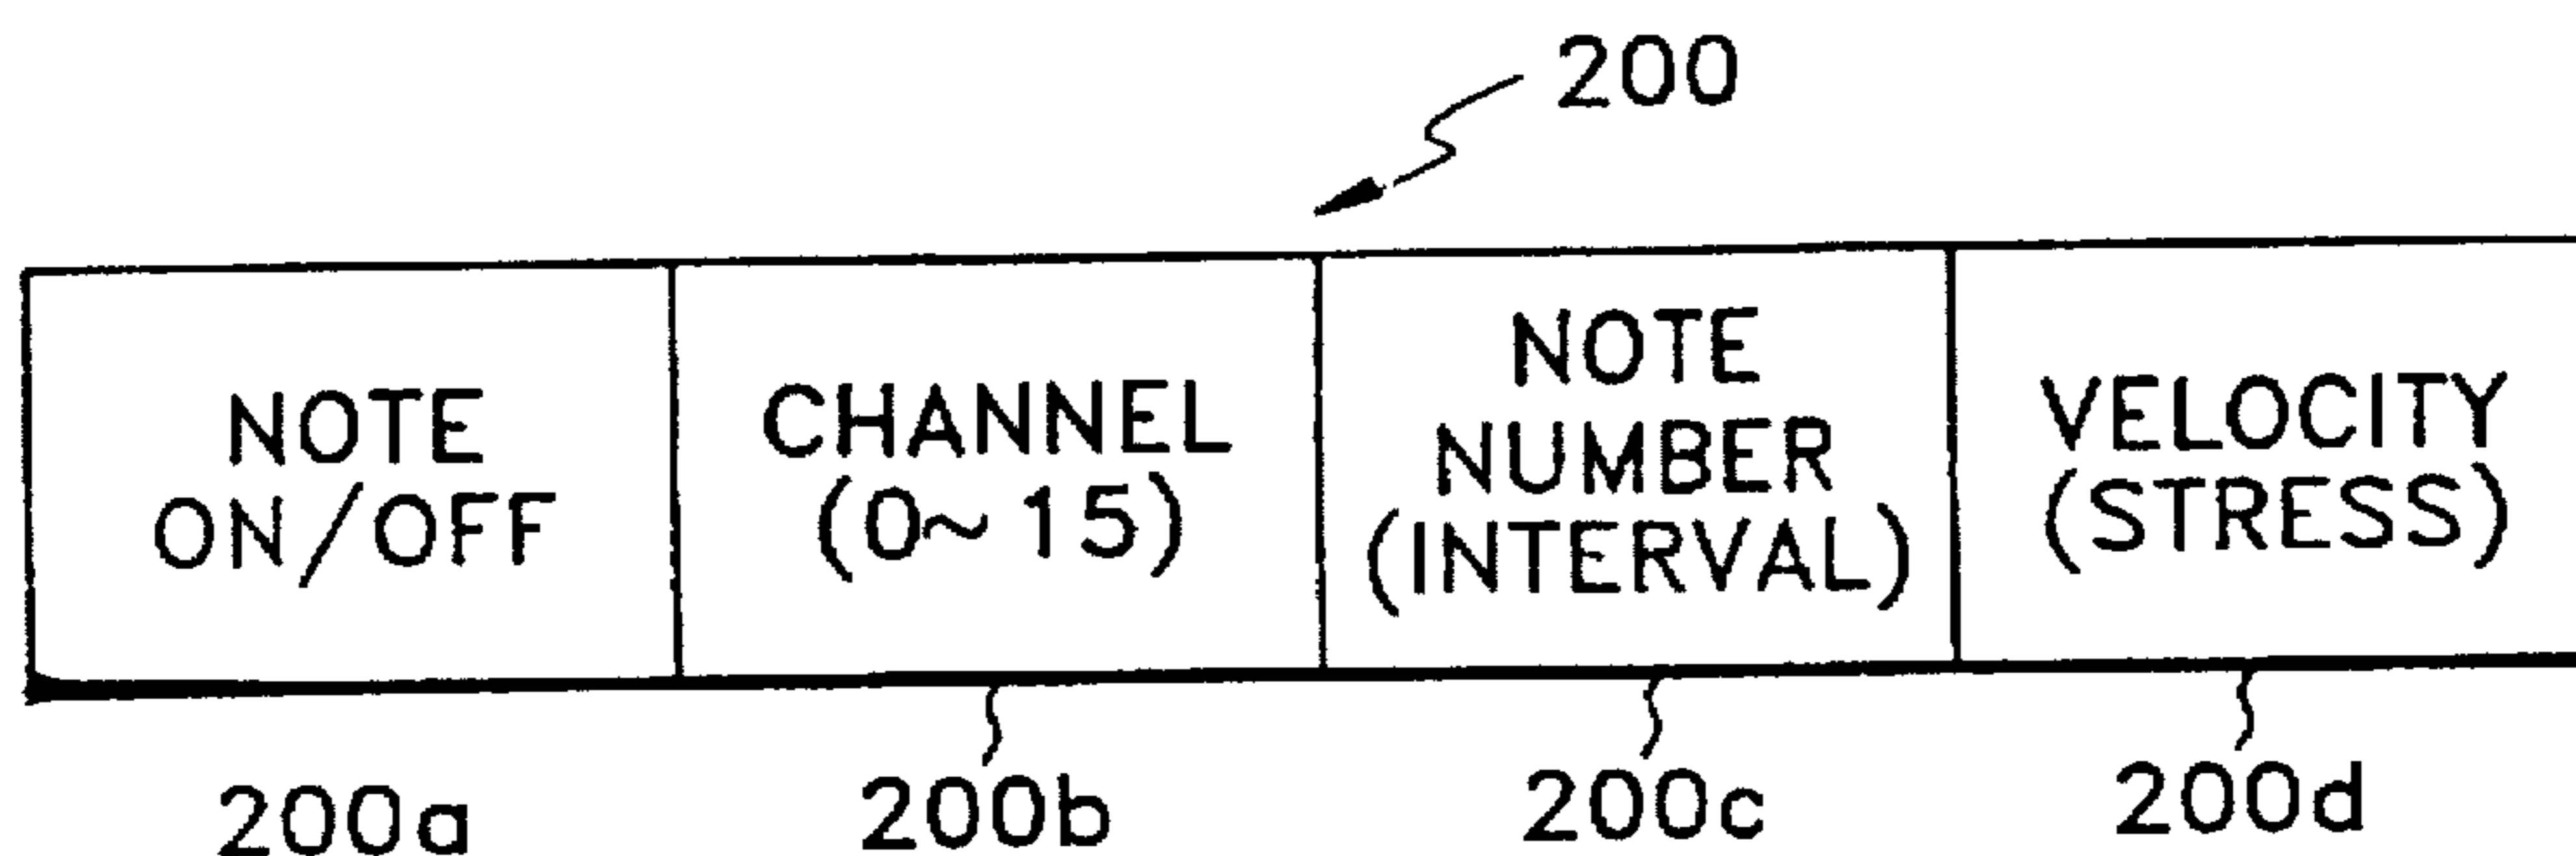 200
NOTE
ON/OFF
CHANNEL
(0~15)
NOTE
NUMBER
(INTERVAL)
VELOCITY
(STRESS)
200a
200b
200c
200d